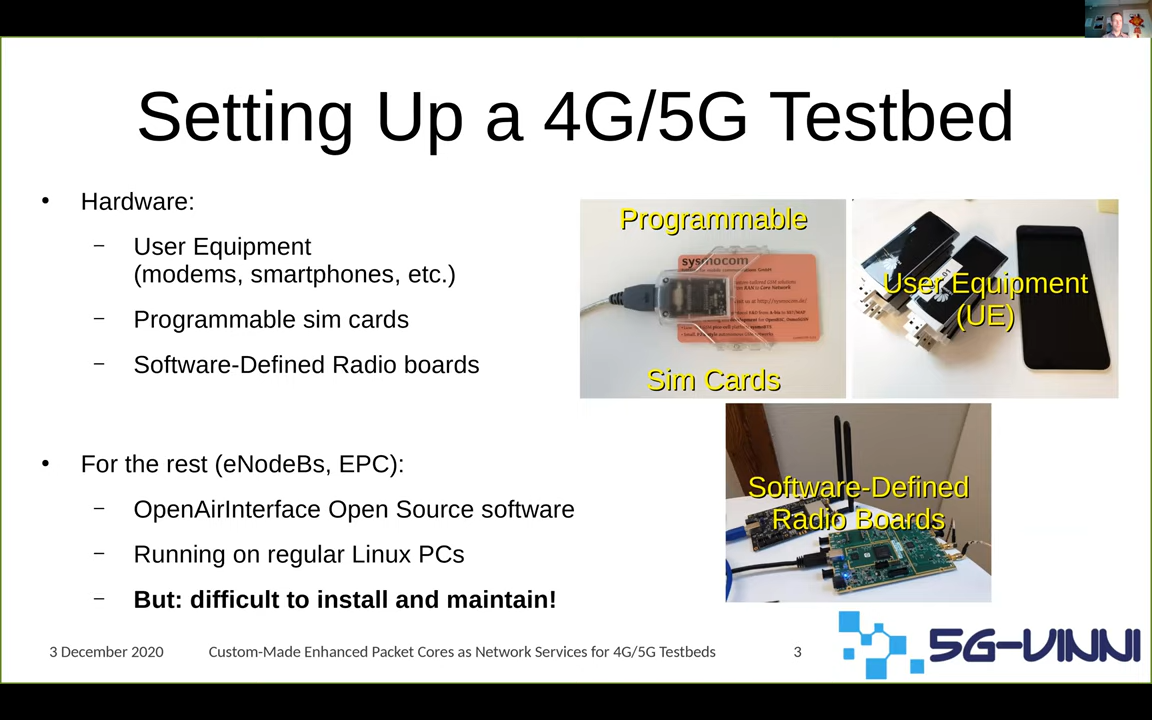 Setting Up a 4G/5G Testbed
• Hardware:
– User Equipment
(modems, smartphones, etc.)
– Programmable sim cards
– Software-Defined Radio boards
• For the rest (eNodeBs, EPC):
– OpenAirInterface Open Source software
– Running on regular Linux PCs
– But: difficult to install and maintain!
Programmable
sysmocom
Sim Cards
User Equipment
(UE)
Software-Defined
Radio Boards
3 December 2020
Custom-Made Enhanced Packet Cores as Network Services for 4G/5G Testbeds
3
5G-VINNI